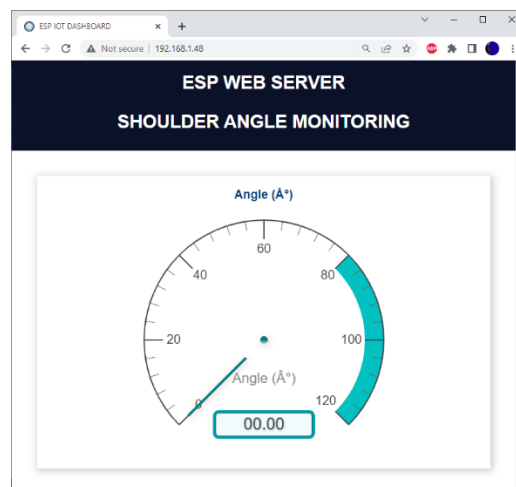 ESP IOT DASHBOARD
Not secure | 192.168.1.48
ABP
ESP WEB SERVER
SHOULDER ANGLE MONITORING
Angle (Â°)
60
40
80
20
100
Angle (Â°)
0
120
00.00